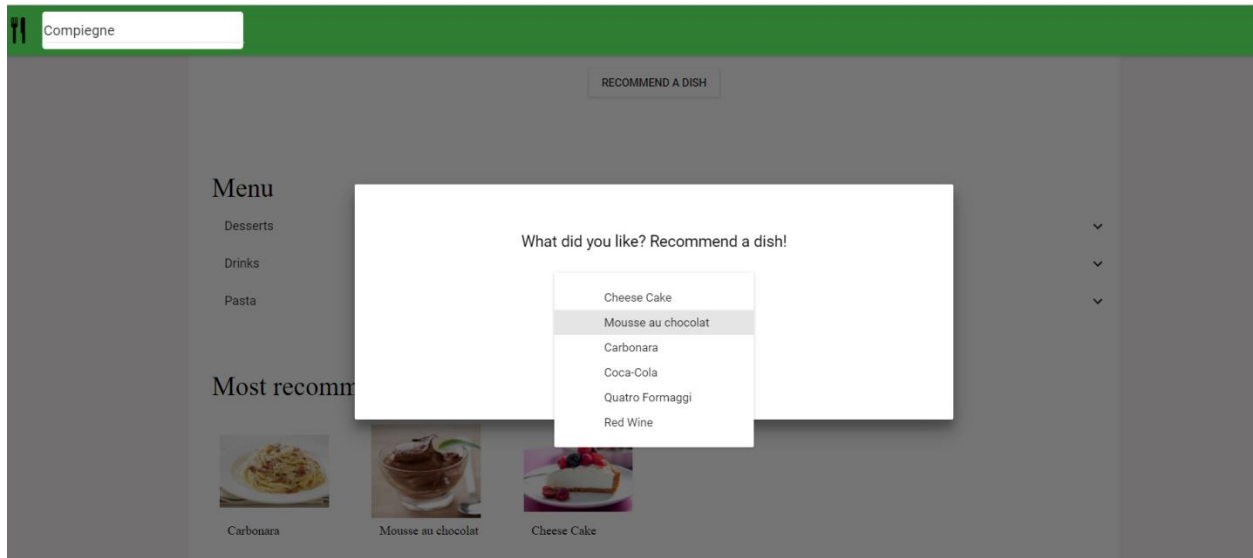 Compiegne
RECOMMEND A DISH
Menu
Desserts
Drinks
Pasta
What did you like? Recommend a dish!
Cheese Cake
Mousse au chocolat
Carbonara
Coca-Cola
Quatro Formaggi
Red Wine
Most recomm
Carbonara
Mousse au chocolat
Cheese Cake